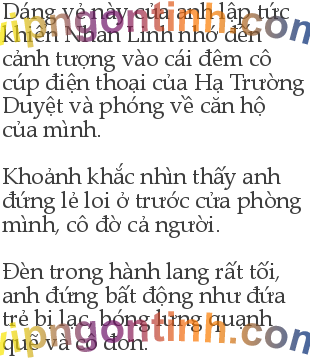 Dáng vẻ này của anh lập tức
khiến Nhan Linh nhớ đến
cảnh tượng vào cái đêm cô
cúp điện thoại của Hạ Trường
Duyệt và phóng về căn hộ
của mình.
Khoảnh khắc nhìn thấy anh
đứng lẻ loi ở trước cửa phòng
mình, cô đờ cả người.
Đèn trong hành lang rất tối,
anh đứng bất động như đứa
trẻ bị lạc, bóng lưng quạnh
quẽ và cô đơn.
vipngontinh.com
vipngontinh.com